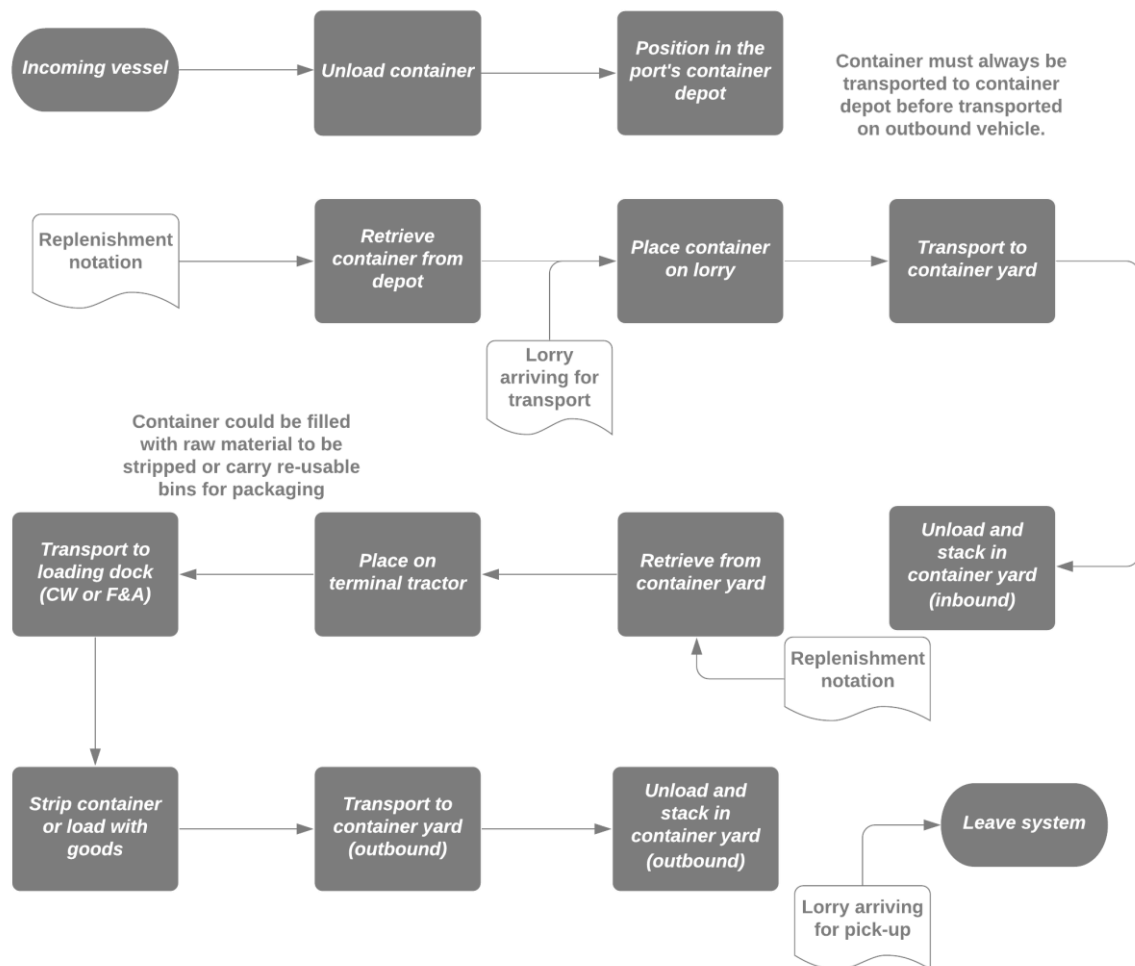 Incoming vessel
Unload container
Position in the
port's container
depot
Container must always be
transported to container
depot before transported
on outbound vehicle.
Replenishment
notation
Retrieve
container from
depot
Place container
on lorry
Transport to
container yard
Lorry
arriving for
transport
Container could be filled
with raw material to be
stripped or carry re-usable
bins for packaging
Transport to
loading dock
(CW or F&A)
Place on
terminal tractor
Retrieve from
container yard
Unload and
stack in
container yard
(inbound)
Replenishment
notation
Strip container
or load with
goods
Transport to
container yard
(outbound)
Unload and
stack in
container yard
(outbound)
Leave system
Lorry arriving
for pick-up